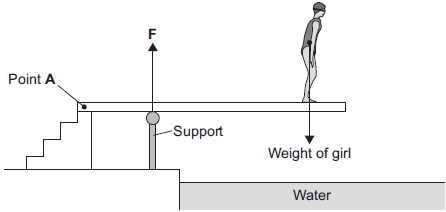 F
Point A
Support
Weight of girl
Water